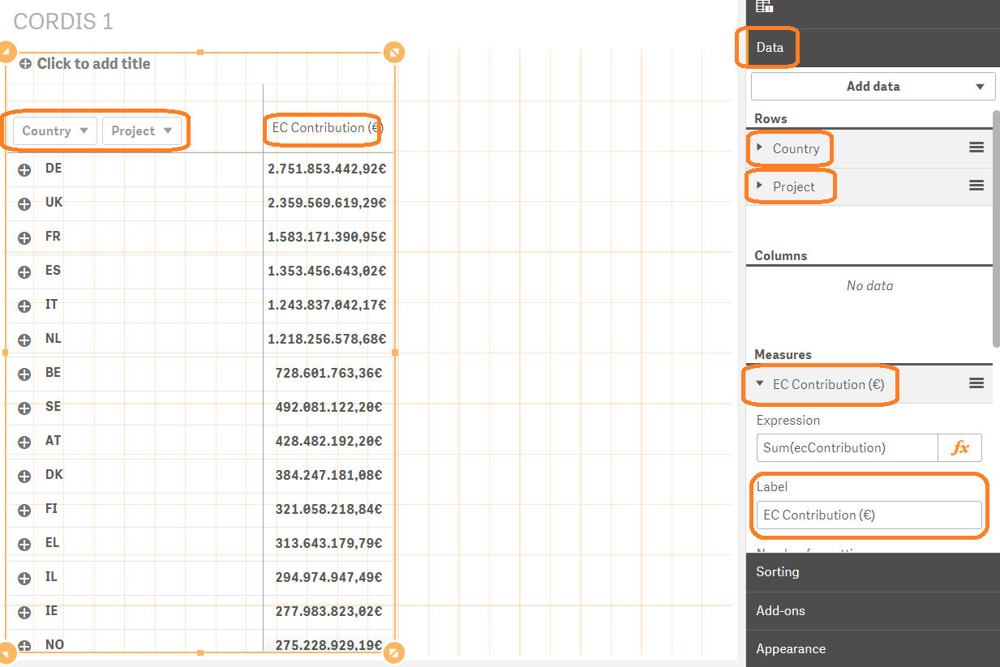 CORDIS 1
Click to add title
Country Project EC Contribution (€)
DE 2.751.853.442,92€
UK 2.359.569.619,29€
FR 1.583.171.390,95€
ES 1.353.456.643,02€
IT 1.243.837.042,17€
NL 1.218.256.578,68€
BE 728.601.763,36€
SE 492.081.122,20€
AT 428.482.192,20€
DK 384.247.181,08€
FI 321.058.218,84€
EL 313.643.179,79€
IL 294.974.947,49€
IE 277.983.823,02€
NO 275.228.929,19€
Data
Add data
Rows
Country
Project
Columns
No data
Measures
EC Contribution (€)
Expression
Sum(ecContribution) fx
Label
EC Contribution (€)
Sorting
Add-ons
Appearance